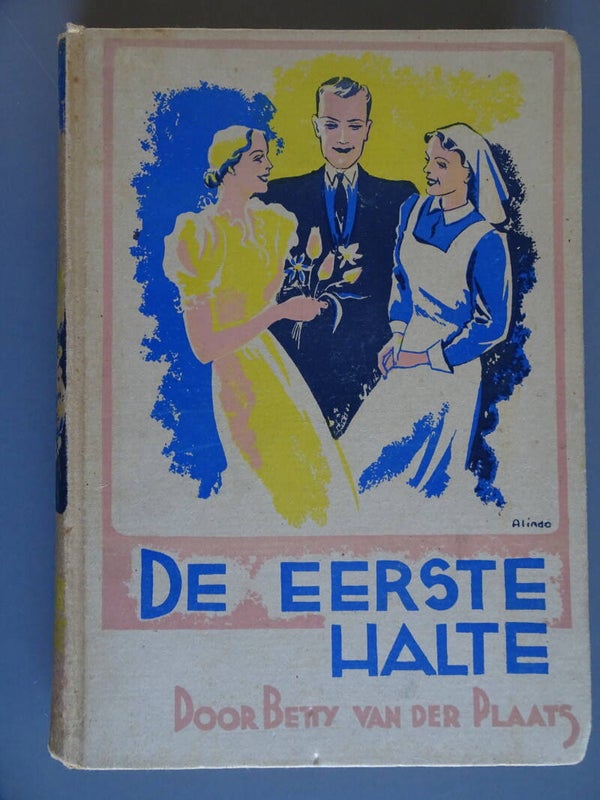 Alindo
DE EERSTE
HALTE
DOOR BETTY VAN DER PLAATS